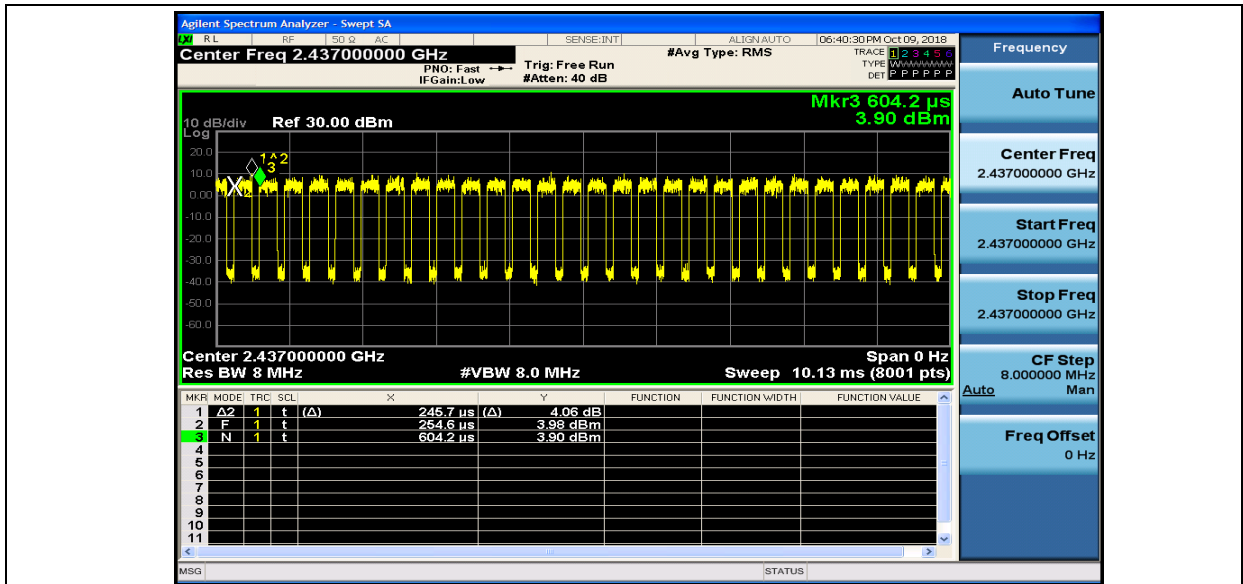 Agilent Spectrum Analyzer - Swept SA
LXI RL RF 50 Ω AC SENSE:INT ALIGN AUTO 06:40:30 PM Oct 09, 2018
Center Freq 2.437000000 GHz
PNO: Fast
IFGain:Low
Trig: Free Run
#Atten: 40 dB
#Avg Type: RMS
TRACE 1 2 3 4 5 6
TYPE
DET P P P P P P
Mkr3 604.2 µs
3.90 dBm
10 dB/div Ref 30.00 dBm
Log
20.0
10.0
0.00
-10.0
-20.0
-30.0
-40.0
-50.0
-60.0
1^2
3
2
Center 2.437000000 GHz
Span 0 Hz
Res BW 8 MHz
#VBW 8.0 MHz
Sweep 10.13 ms (8001 pts)
MKR MODE TRC SCL X Y FUNCTION FUNCTION WIDTH FUNCTION VALUE
1 Δ2 1 t (Δ) 245.7 µs (Δ) 4.06 dB
2 F 1 t 254.6 µs 3.98 dBm
3 N 1 t 604.2 µs 3.90 dBm
4
5
6
7
8
9
10
11
MSG
STATUS
Frequency
Auto Tune
Center Freq
2.437000000 GHz
Start Freq
2.437000000 GHz
Stop Freq
2.437000000 GHz
CF Step
8.000000 MHz
Auto Man
Freq Offset
0 Hz